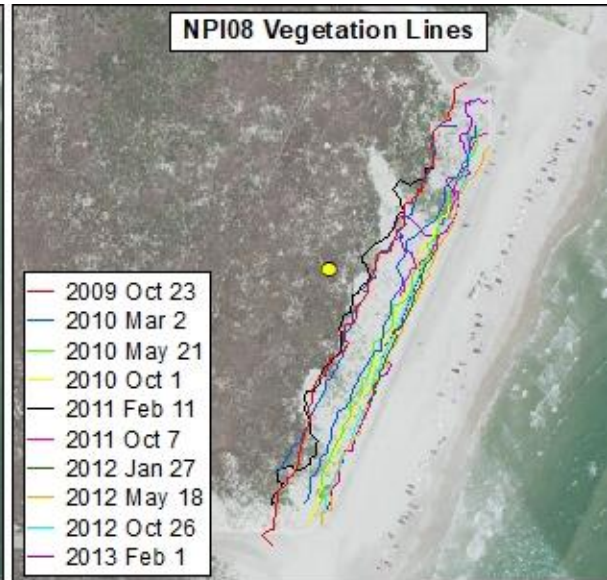 NPI08 Vegetation Lines
2009 Oct 23
2010 Mar 2
2010 May 21
2010 Oct 1
2011 Feb 11
2011 Oct 7
2012 Jan 27
2012 May 18
2012 Oct 26
2013 Feb 1